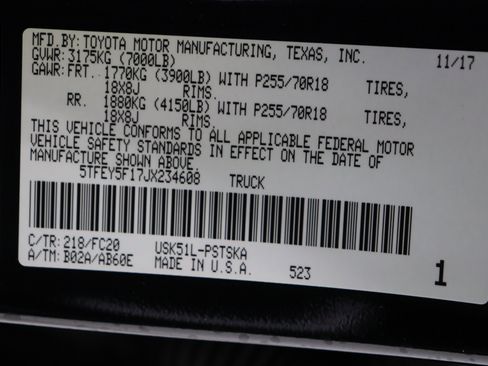 MFD.BY: TOYOTA MOTOR MANUFACTURING, TEXAS, INC. 11/17
GVWR: 3175KG (7000LB)
GAWR: FRT. 1770KG (3900LB) WITH P255/70R18 TIRES,
18X8J RIMS.
RR. 1880KG (4150LB) WITH P255/70R18 TIRES,
18X8J RIMS.
THIS VEHICLE CONFORMS TO ALL APPLICABLE FEDERAL MOTOR
VEHICLE SAFETY STANDARDS IN EFFECT ON THE DATE OF
MANUFACTURE SHOWN ABOVE.
5TFEY5F17JX234608 TRUCK
C/TR: 218/FC20 USK51L-PSTSKA
A/TM: B02A/AB60E MADE IN U.S.A. 523 1